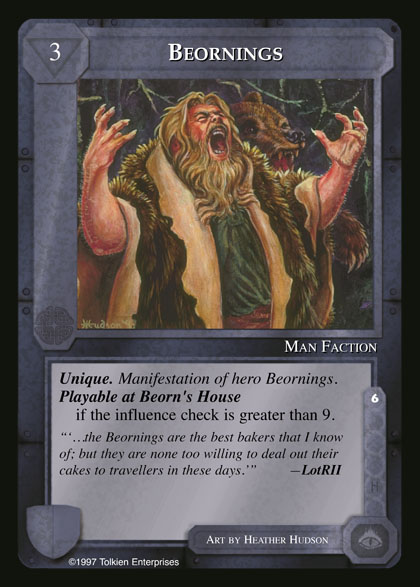 3
BEORNINGS
HHudson
MAN FACTION
Unique. Manifestation of hero Beornings.
Playable at Beorn's House
if the influence check is greater than 9.
6
“‘…the Beornings are the best bakers that I know
of; but they are none too willing to deal out their
cakes to travellers in these days.’” –LotRII
H
ART BY HEATHER HUDSON
©1997 Tolkien Enterprises